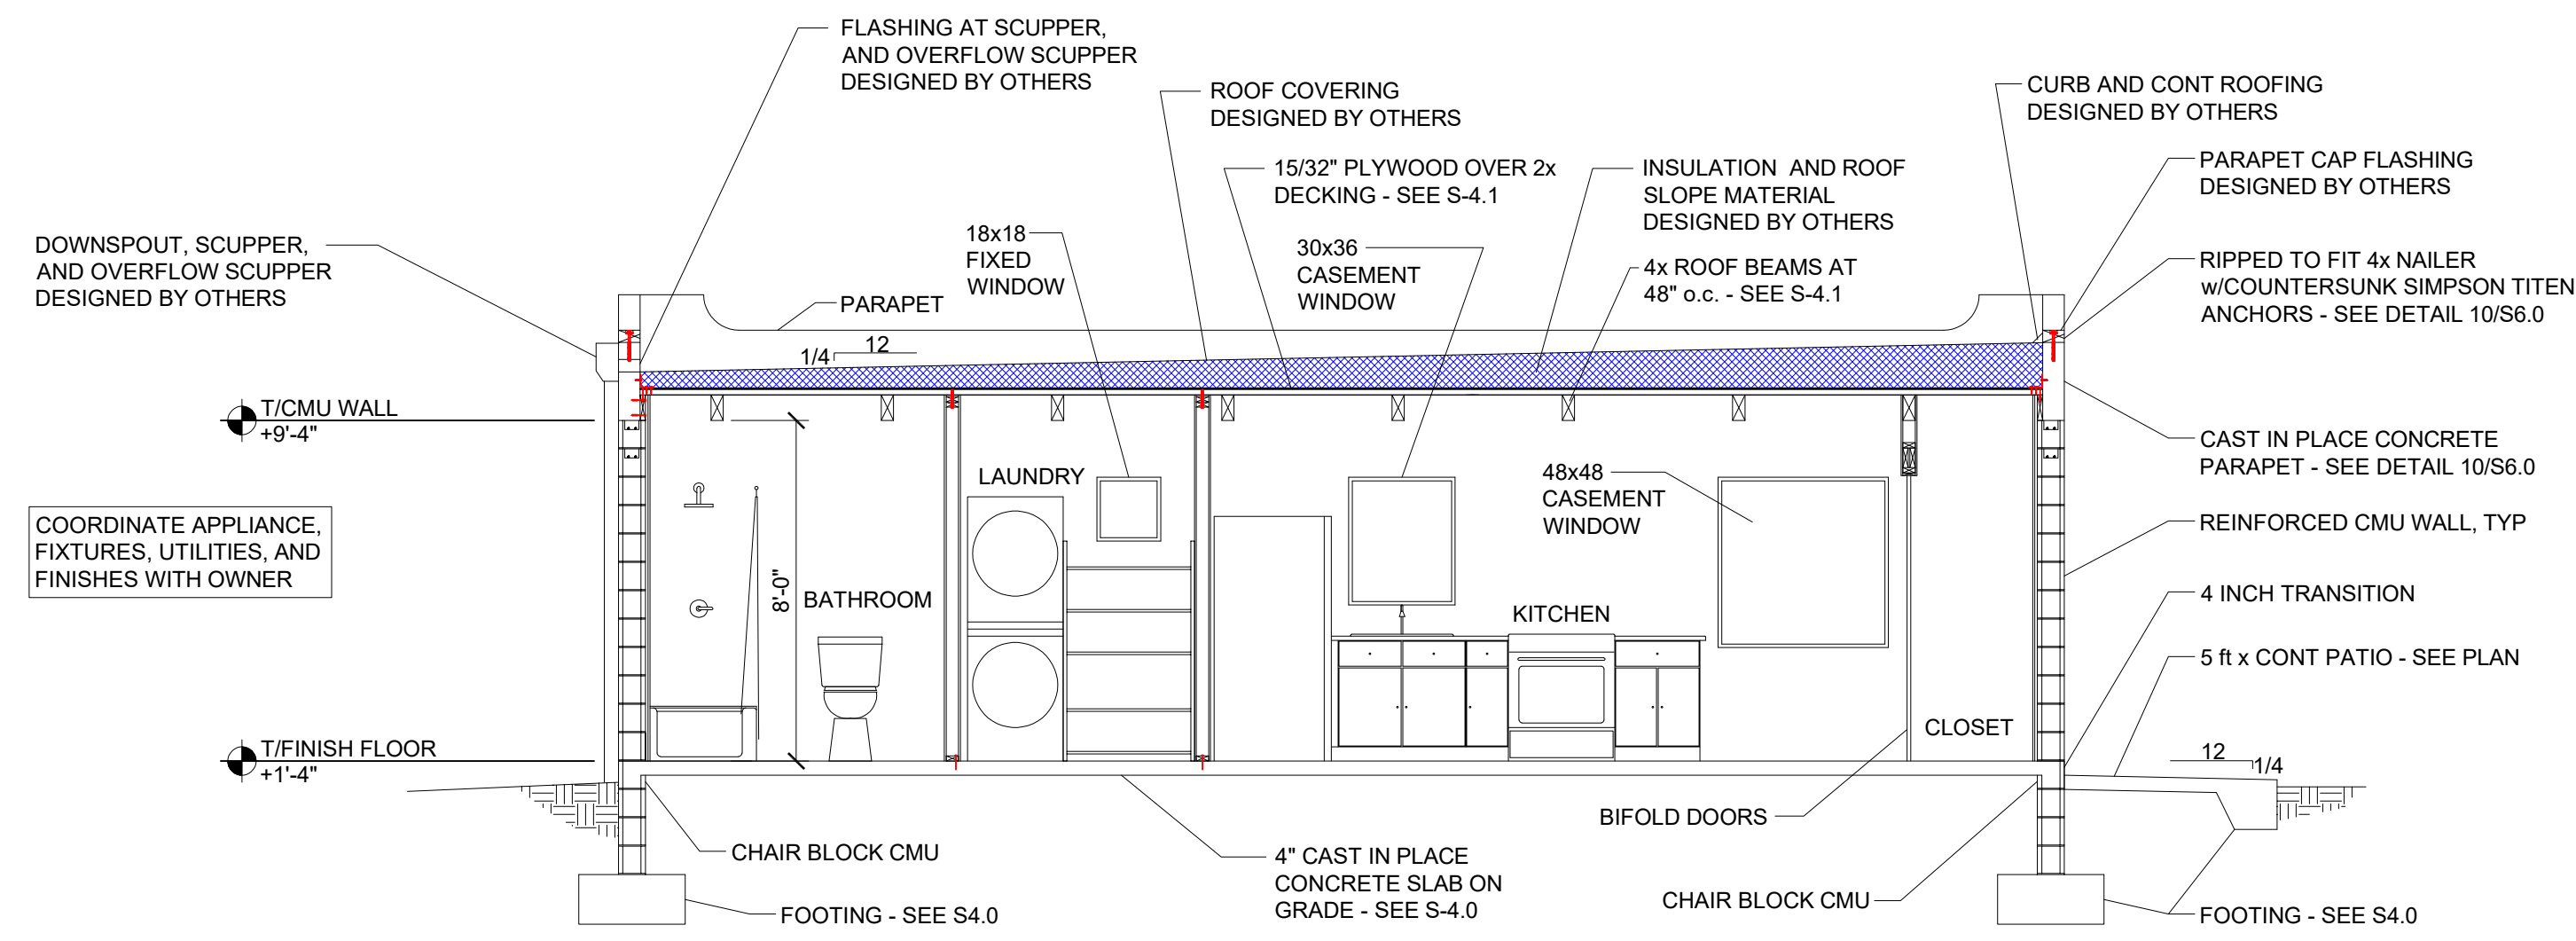 FLASHING AT SCUPPER,
AND OVERFLOW SCUPPER
DESIGNED BY OTHERS
ROOF COVERING
DESIGNED BY OTHERS
CURB AND CONT ROOFING
DESIGNED BY OTHERS
15/32" PLYWOOD OVER 2x
DECKING - SEE S-4.1
INSULATION AND ROOF
SLOPE MATERIAL
DESIGNED BY OTHERS
PARAPET CAP FLASHING
DESIGNED BY OTHERS
DOWNSPOUT, SCUPPER,
AND OVERFLOW SCUPPER
DESIGNED BY OTHERS
18x18
FIXED
WINDOW
30x36
CASEMENT
WINDOW
4x ROOF BEAMS AT
48" o.c. - SEE S-4.1
RIPPED TO FIT 4x NAILER
w/COUNTERSUNK SIMPSON TITEN
ANCHORS - SEE DETAIL 10/S6.0
PARAPET
12
1/4
T/CMU WALL
+9'-4"
CAST IN PLACE CONCRETE
PARAPET - SEE DETAIL 10/S6.0
LAUNDRY
48x48
CASEMENT
WINDOW
COORDINATE APPLIANCE,
FIXTURES, UTILITIES, AND
FINISHES WITH OWNER
REINFORCED CMU WALL, TYP
8'-0"
BATHROOM
KITCHEN
4 INCH TRANSITION
5 ft x CONT PATIO - SEE PLAN
CLOSET
T/FINISH FLOOR
+1'-4"
12
1/4
BIFOLD DOORS
CHAIR BLOCK CMU
4" CAST IN PLACE
CONCRETE SLAB ON
GRADE - SEE S-4.0
CHAIR BLOCK CMU
FOOTING - SEE S4.0
FOOTING - SEE S4.0